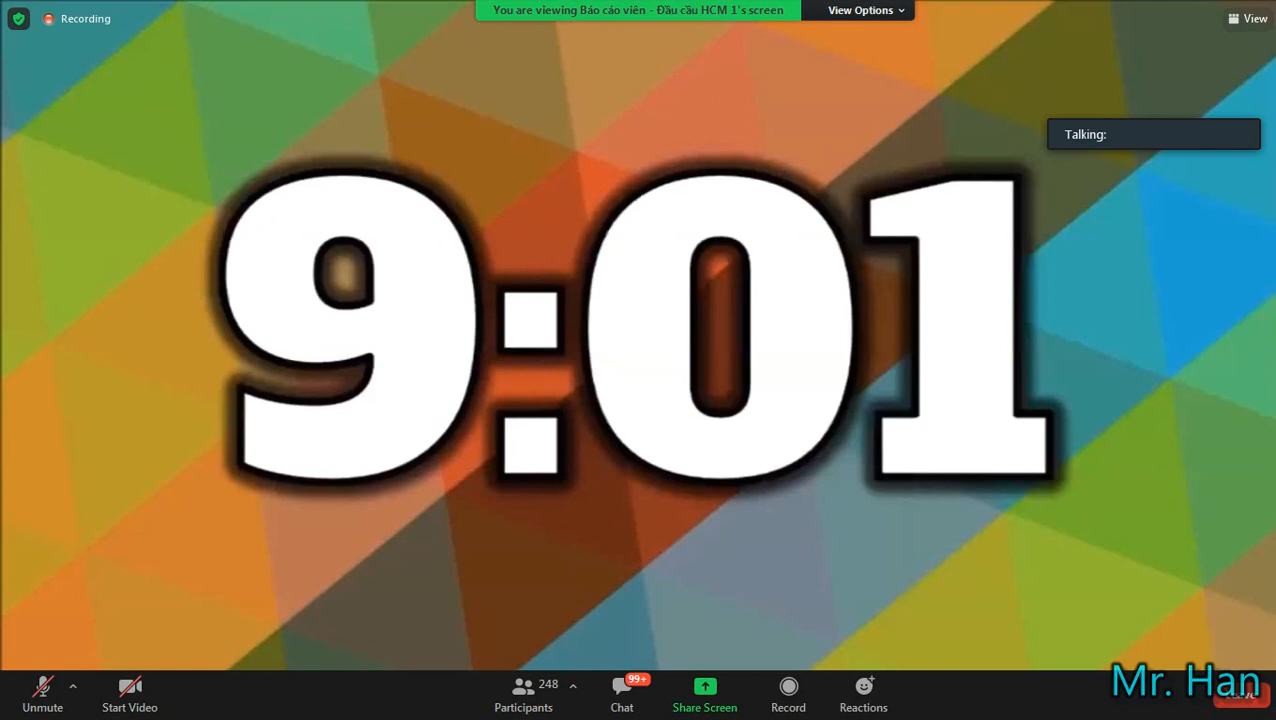 Recording
You are viewing Báo cáo viên - Đầu cầu HCM 1's screen
View Options
View
Talking:
9:01
Unmute
Start Video
248
Participants
99+
Chat
Share Screen
Record
Reactions
Mr. Han